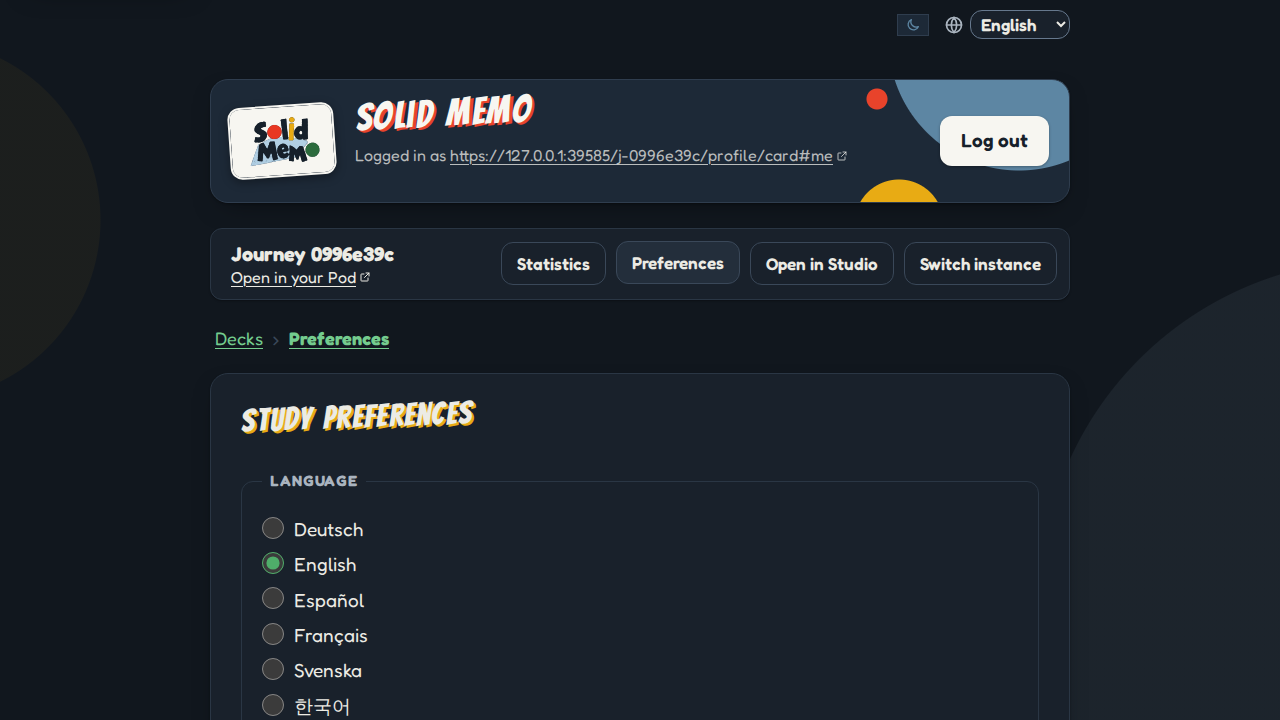 English
Solid
Memo
SOLID MEMO
Logged in as https://127.0.0.1:39585/j-0996e39c/profile/card#me
Log out
Journey 0996e39c
Open in your Pod
Statistics
Preferences
Open in Studio
Switch instance
Decks > Preferences
STUDY PREFERENCES
LANGUAGE
Deutsch
English
Español
Français
Svenska
한국어